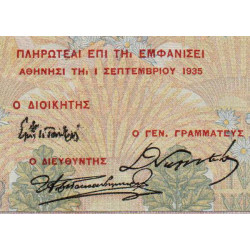 ΠΛΗΡΩΤΕΑΙ ΕΠΙ ΤΗι ΕΜΦΑΝΙΣΕΙ
ΑΘΗΝΗΣΙ ΤΗι 1 ΣΕΠΤΕΜΒΡΙΟΥ 1935
Ο ΔΙΟΙΚΗΤΗΣ
Ο ΓΕΝ. ΓΡΑΜΜΑΤΕΥΣ
Ο ΔΙΕΥΘΥΝΤΗΣ